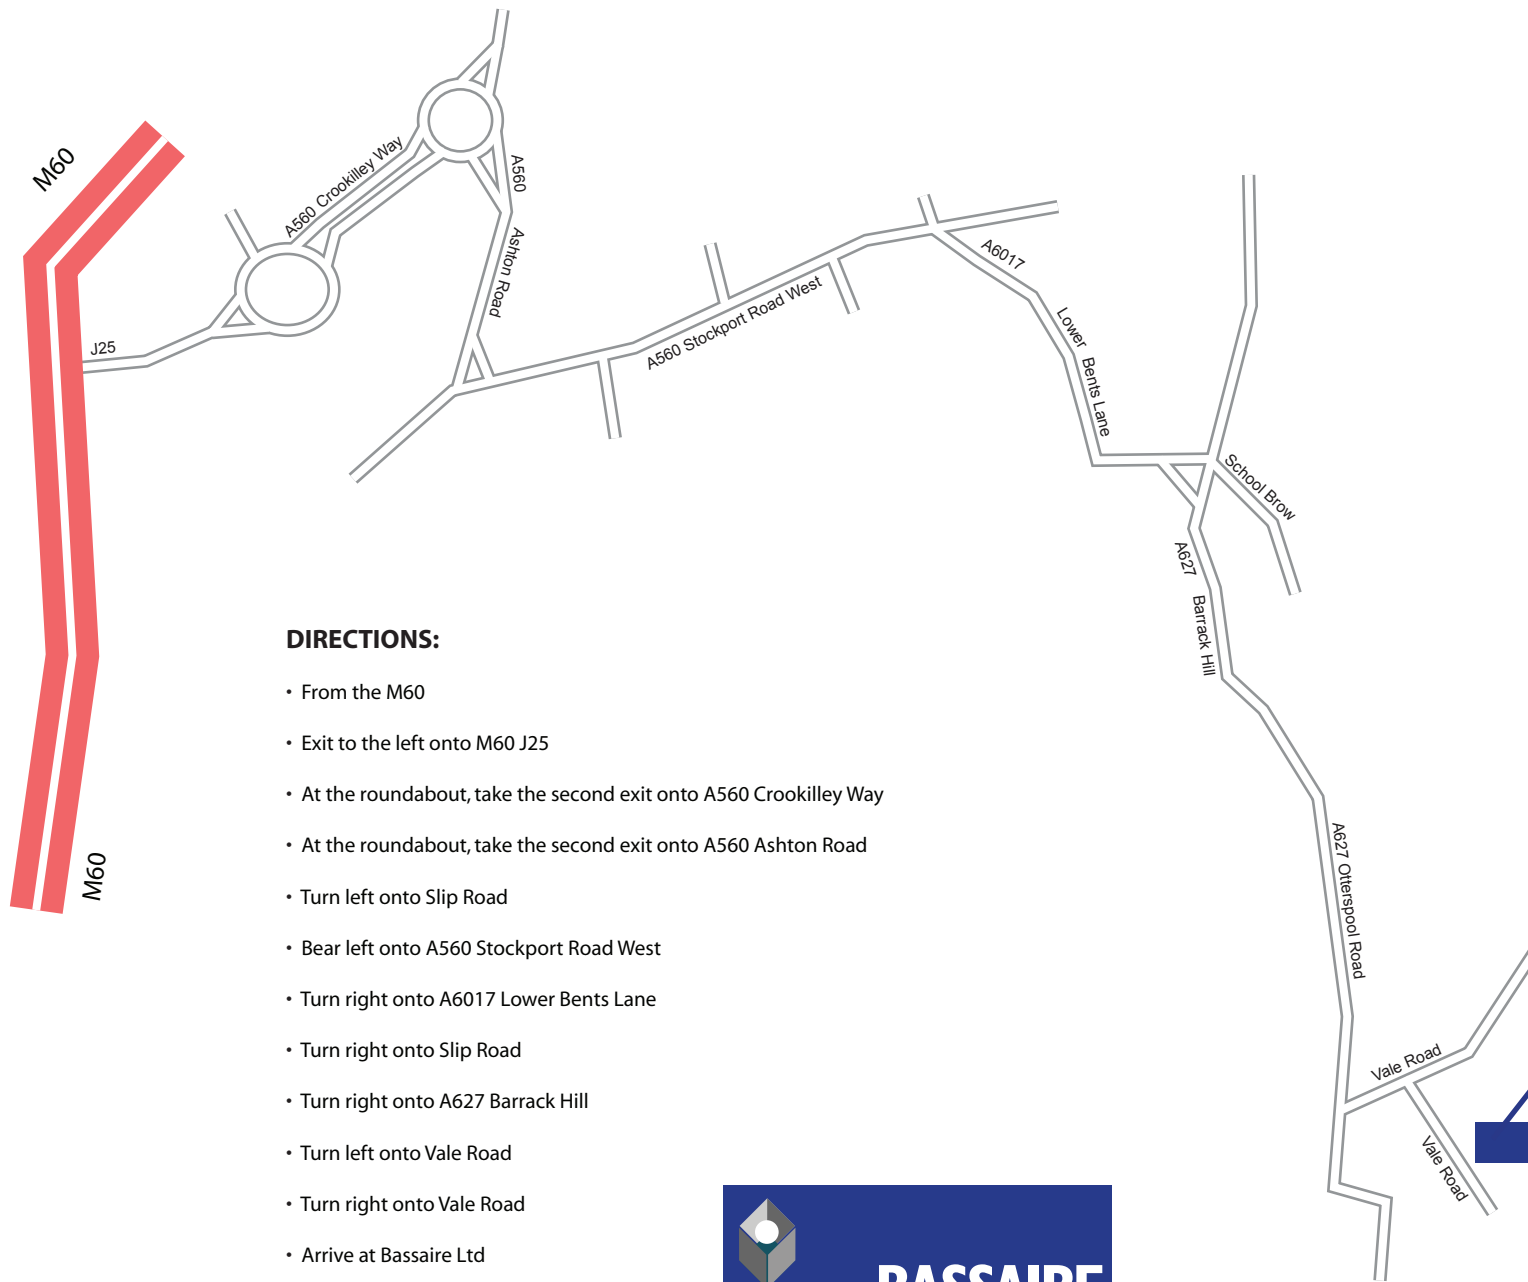 M60
A560 Crookilley Way
A560
Ashton Road
J25
A560 Stockport Road West
A6017
Lower Bents Lane
School Brow
A627
Barrack Hill
A627 Otterspool Road
Vale Road
Vale Road
M60
DIRECTIONS:
• From the M60
• Exit to the left onto M60 J25
• At the roundabout, take the second exit onto A560 Crookilley Way
• At the roundabout, take the second exit onto A560 Ashton Road
• Turn left onto Slip Road
• Bear left onto A560 Stockport Road West
• Turn right onto A6017 Lower Bents Lane
• Turn right onto Slip Road
• Turn right onto A627 Barrack Hill
• Turn left onto Vale Road
• Turn right onto Vale Road
• Arrive at Bassaire Ltd
BASSAIRE